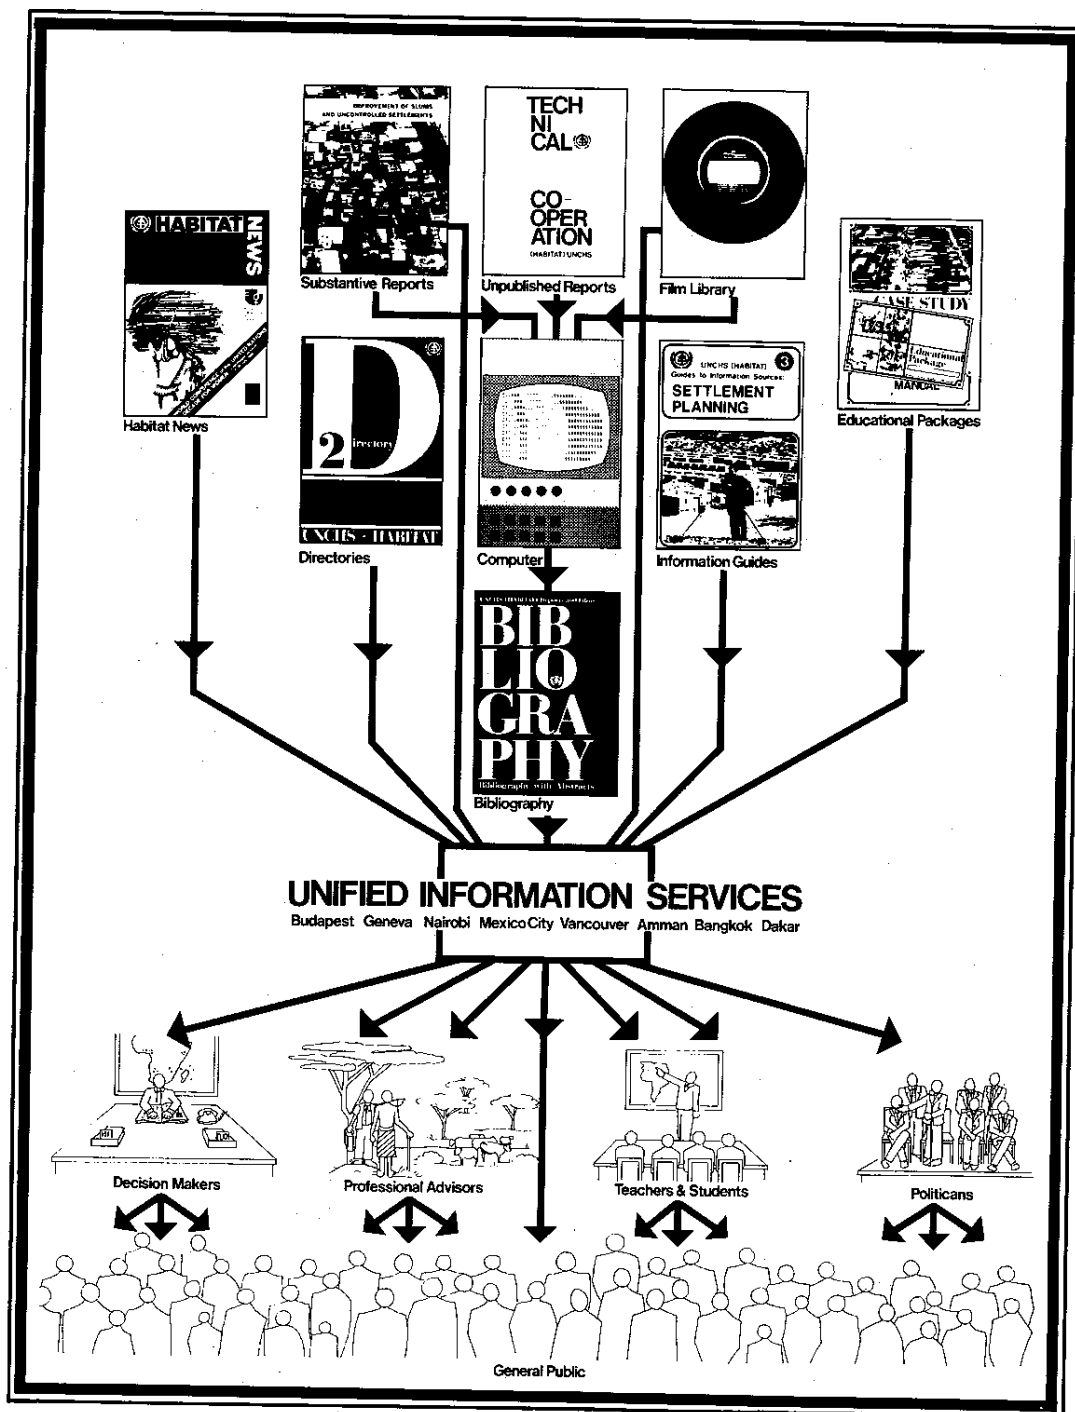 IMPROVEMENT OF SLUMS
AND UNCONTROLLED SETTLEMENTS
Substantive Reports
TECH
NI
CAL
CO-
OPER
ATION
(HABITAT) UNCHS
Unpublished Reports
Film Library
HABITAT
NEWS
Habitat News
CASE STUDY
Educational
Package
MANUAL
Educational Packages
2
Directory
UNCHS · HABITAT
Directories
Computer
UNCHS (HABITAT)
3
Guides to Information Sources:
SETTLEMENT
PLANNING
Information Guides
BIB
LIO
GRA
PHY
Bibliography with Abstracts
Bibliography
UNIFIED INFORMATION SERVICES
Budapest Geneva Nairobi Mexico City Vancouver Amman Bangkok Dakar
Decision Makers
Professional Advisors
Teachers & Students
Politicans
General Public